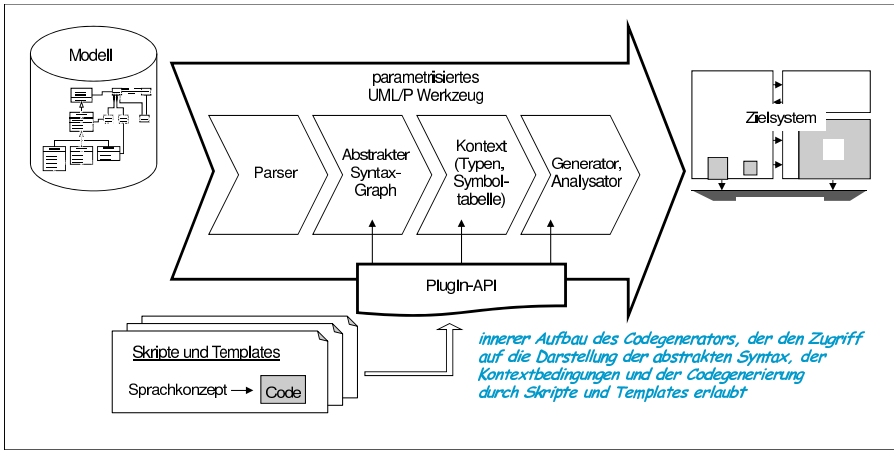 Modell
parametrisiertes
UML/P Werkzeug
Parser
Abstrakter
Syntax-
Graph
Kontext
(Typen,
Symbol-
tabelle)
Generator,
Analysator
Zielsystem
PlugIn-API
Skripte und Templates
Sprachkonzept
Code
innerer Aufbau des Codegenerators, der den Zugriff
auf die Darstellung der abstrakten Syntax, der
Kontextbedingungen und der Codegenerierung
durch Skripte und Templates erlaubt